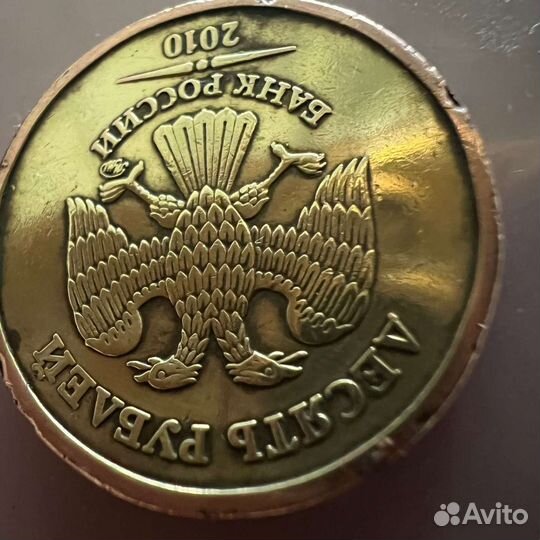 ДЕСЯТЬ РУБЛЕЙ
БАНК РОССИИ
2010
Avito